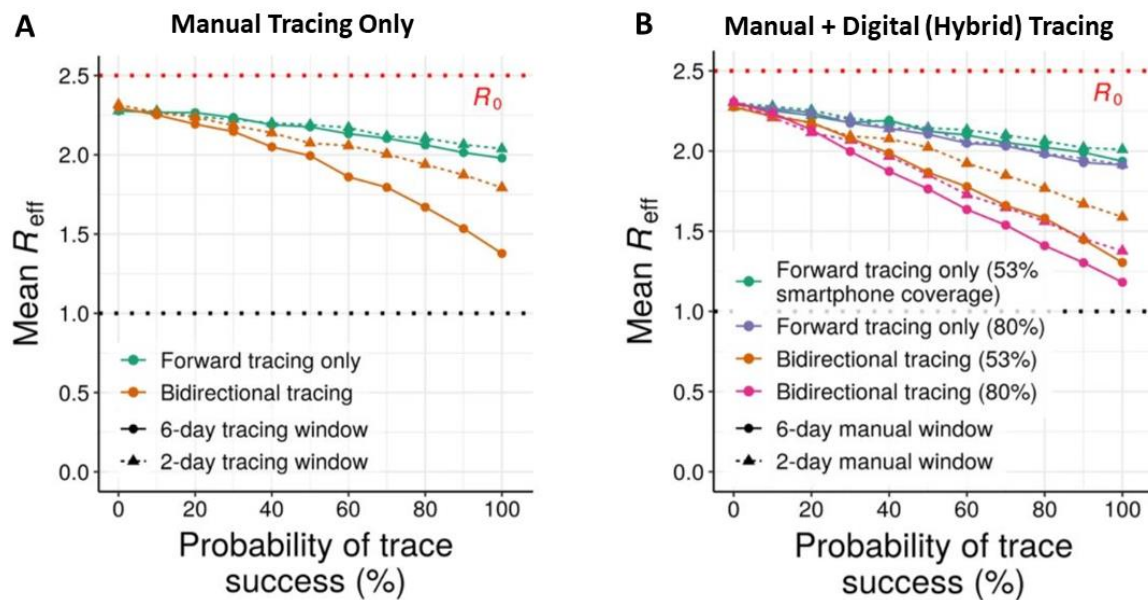 A
Manual Tracing Only
2.5
2.0
1.5
1.0
0.5
0.0
R0
Mean Reff
Forward tracing only
Bidirectional tracing
6-day tracing window
2-day tracing window
0
20
40
60
80
100
Probability of trace
success (%)
B
Manual + Digital (Hybrid) Tracing
2.5
2.0
1.5
1.0
0.5
0.0
R0
Mean Reff
Forward tracing only (53%
smartphone coverage)
Forward tracing only (80%)
Bidirectional tracing (53%)
Bidirectional tracing (80%)
6-day manual window
2-day manual window
0
20
40
60
80
100
Probability of trace
success (%)